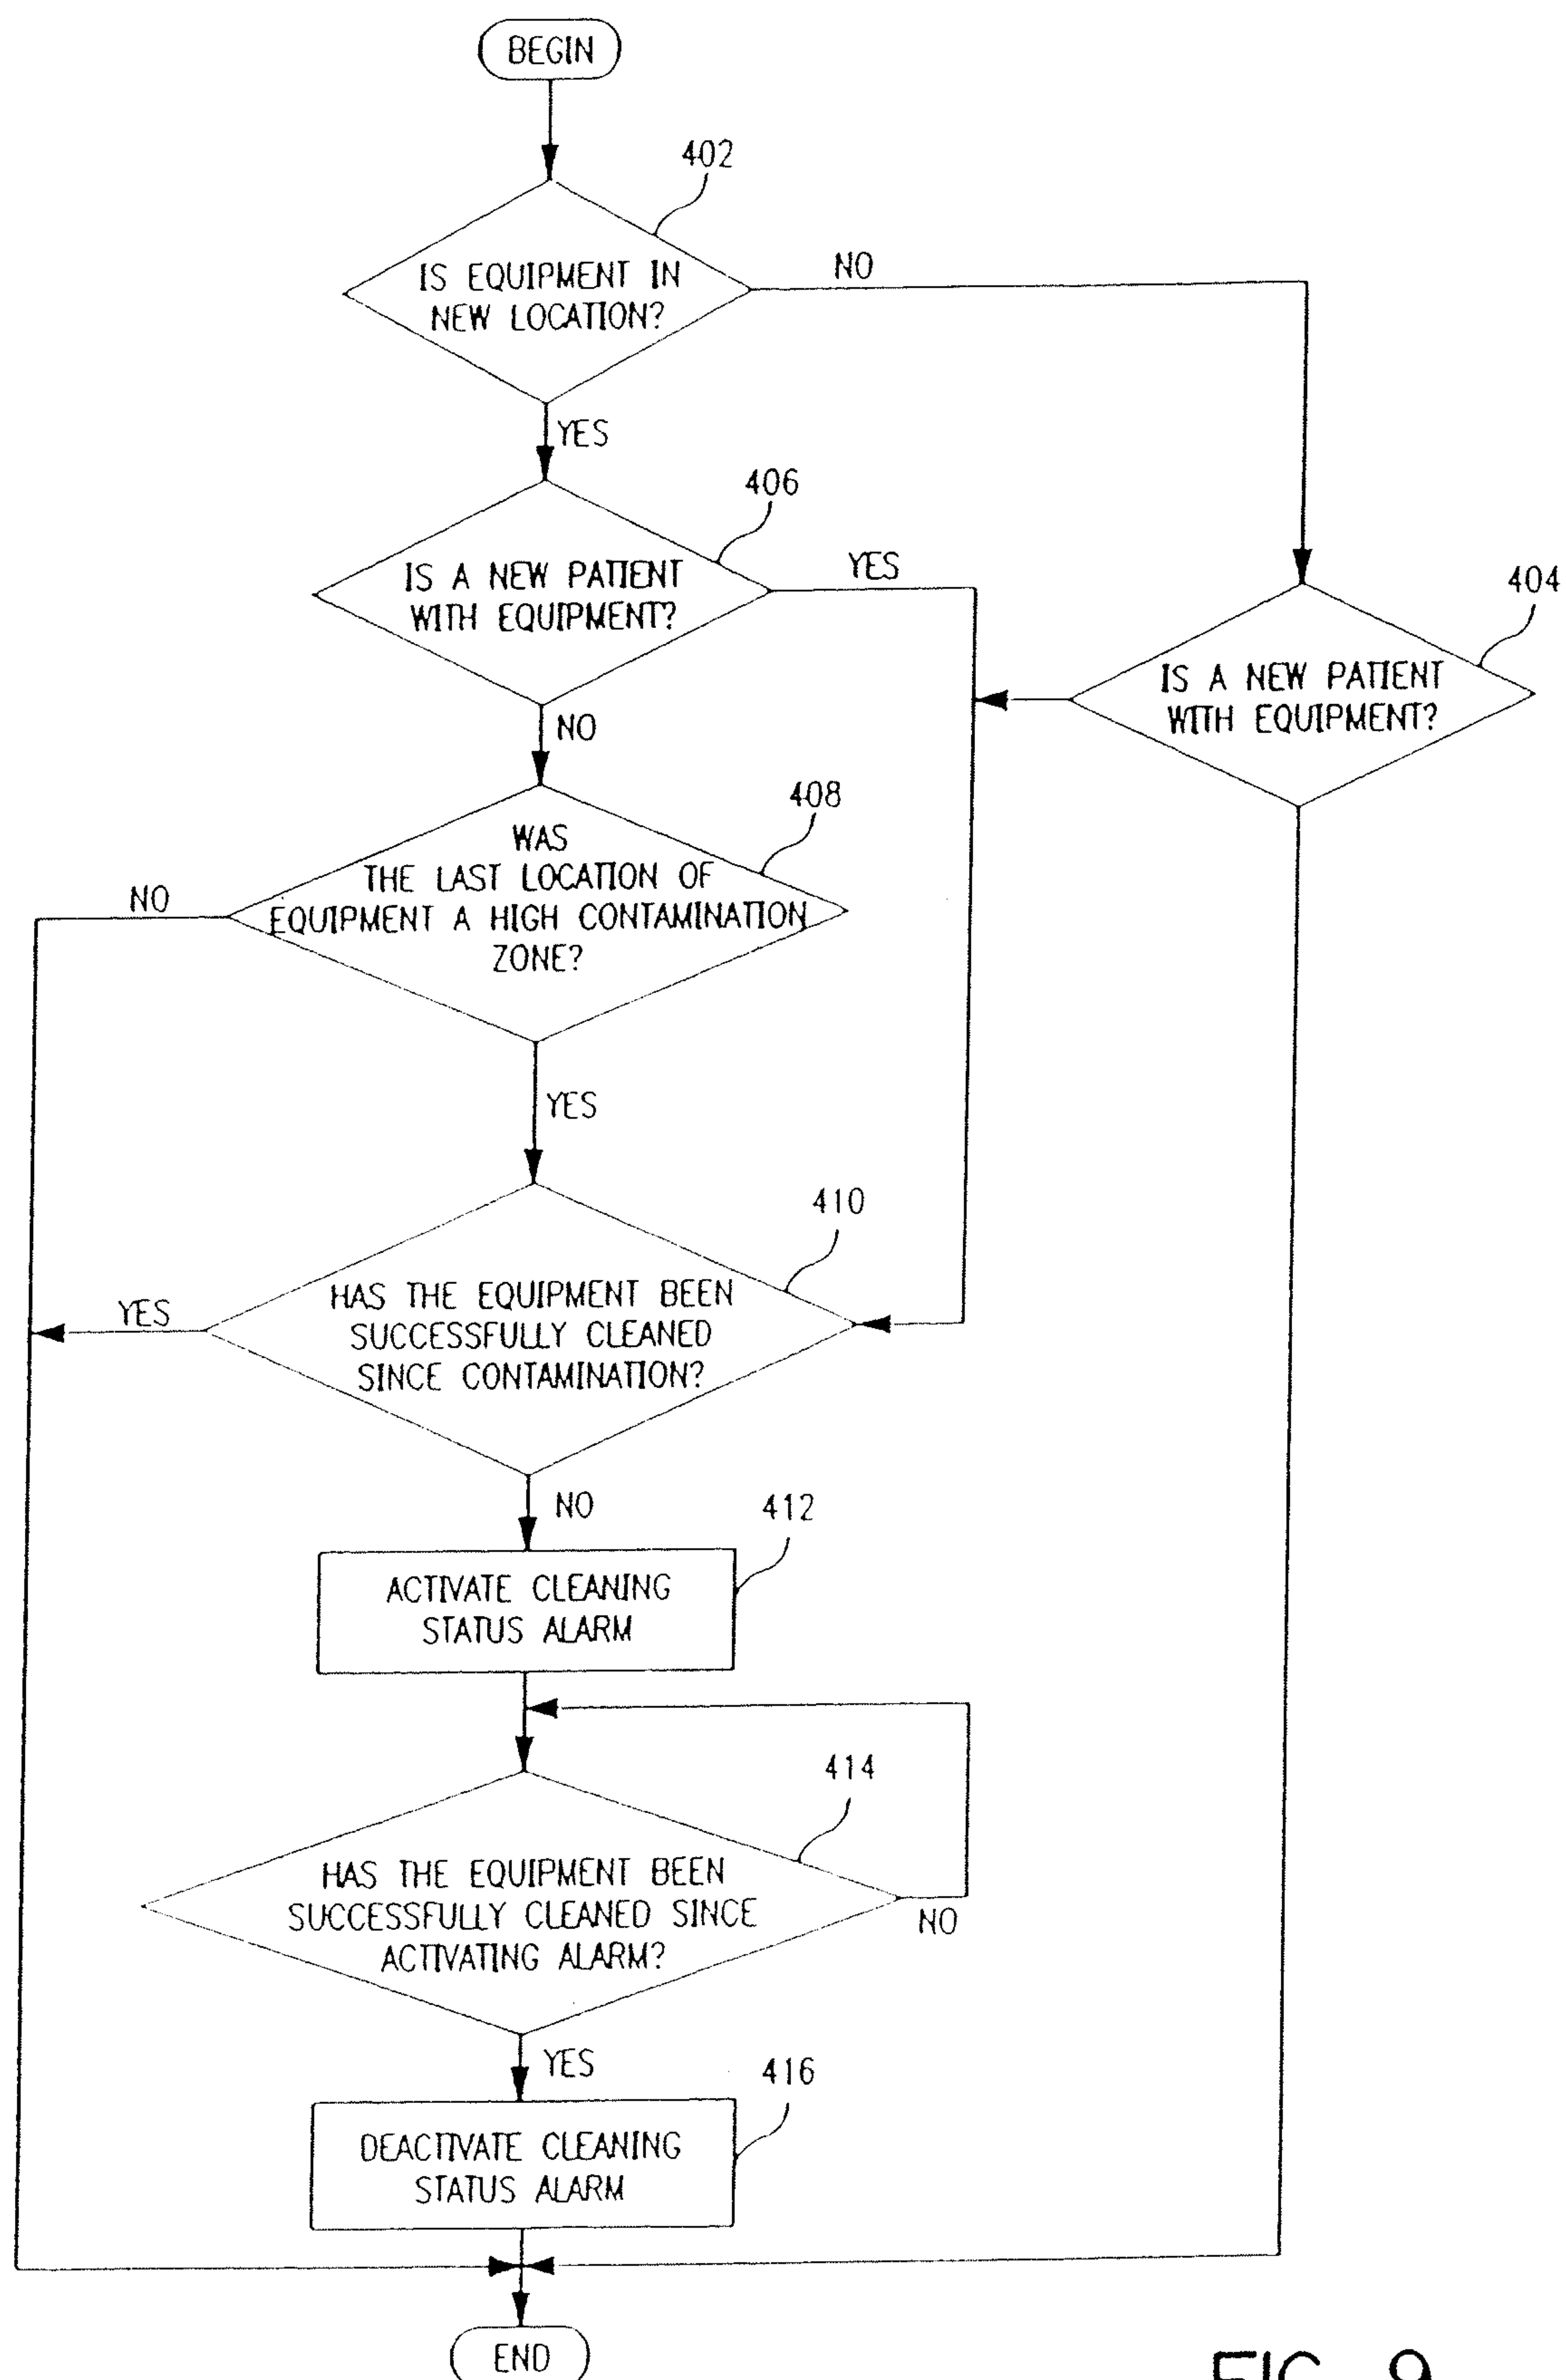 BEGIN
402
IS EQUIPMENT IN
NEW LOCATION?
NO
YES
406
IS A NEW PATIENT
WITH EQUIPMENT?
YES
404
IS A NEW PATIENT
WITH EQUIPMENT?
NO
408
WAS
THE LAST LOCATION OF
EQUIPMENT A HIGH CONTAMINATION
ZONE?
NO
YES
410
HAS THE EQUIPMENT BEEN
SUCCESSFULLY CLEANED
SINCE CONTAMINATION?
YES
NO
412
ACTIVATE CLEANING
STATUS ALARM
414
HAS THE EQUIPMENT BEEN
SUCCESSFULLY CLEANED SINCE
ACTIVATING ALARM?
NO
YES
416
DEACTIVATE CLEANING
STATUS ALARM
END
FIG. 9